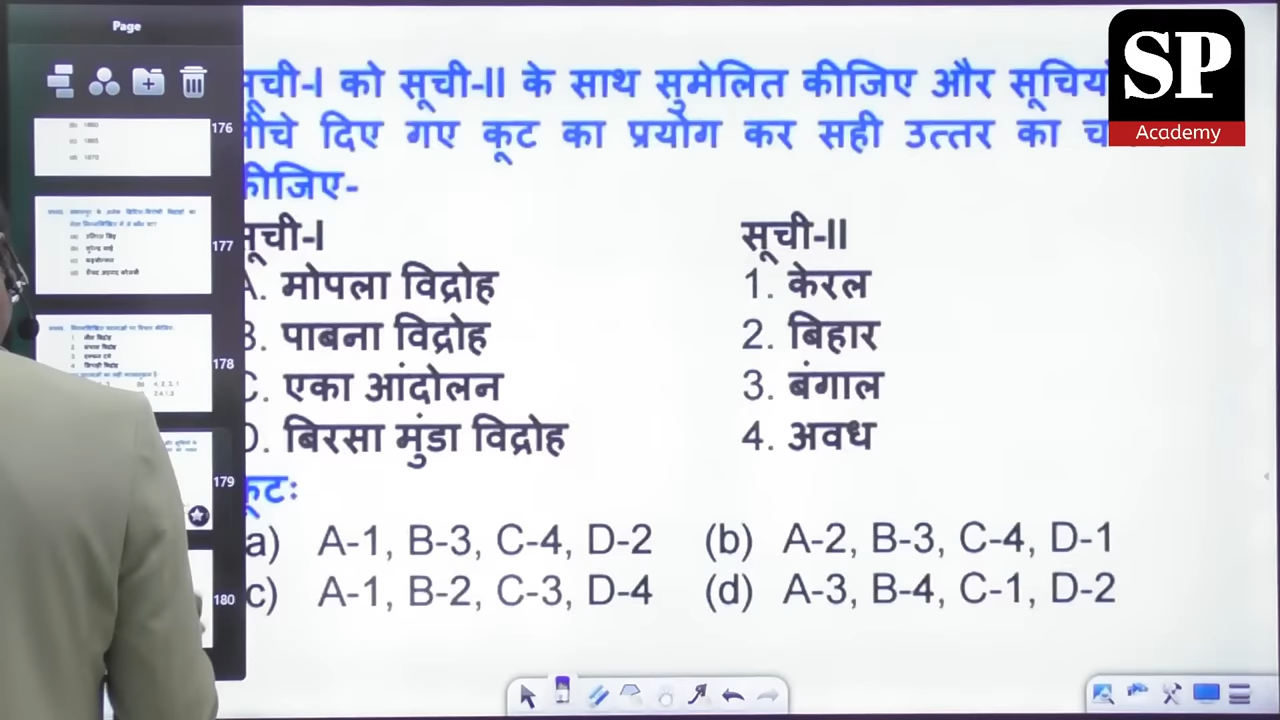 Page
SP
Academy
176
177
178
179
180
सूची-I को सूची-II के साथ सुमेलित कीजिए और
नीचे दिए गए कूट का प्रयोग कर सही उत्तर का
कीजिए-
सूची-I सूची-II
A. मोपला विद्रोह 1. केरल
B. पाबना विद्रोह 2. बिहार
C. एका आंदोलन 3. बंगाल
D. बिरसा मुंडा विद्रोह 4. अवध
कूटः
(a) A-1, B-3, C-4, D-2 (b) A-2, B-3, C-4, D-1
(c) A-1, B-2, C-3, D-4 (d) A-3, B-4, C-1, D-2